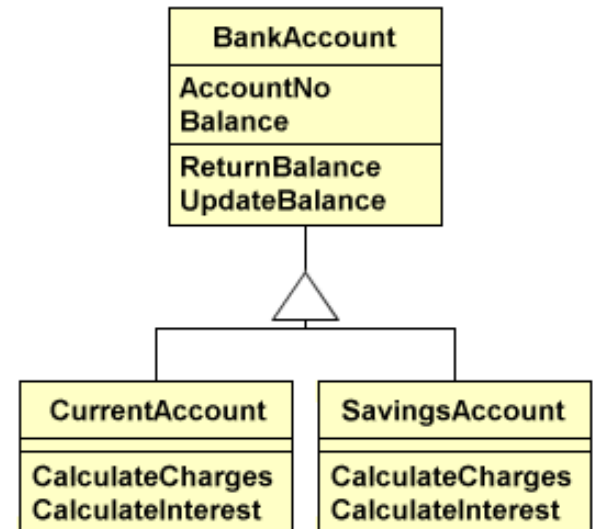 BankAccount
AccountNo
Balance
ReturnBalance
UpdateBalance
CurrentAccount
CalculateCharges
CalculateInterest
SavingsAccount
CalculateCharges
CalculateInterest